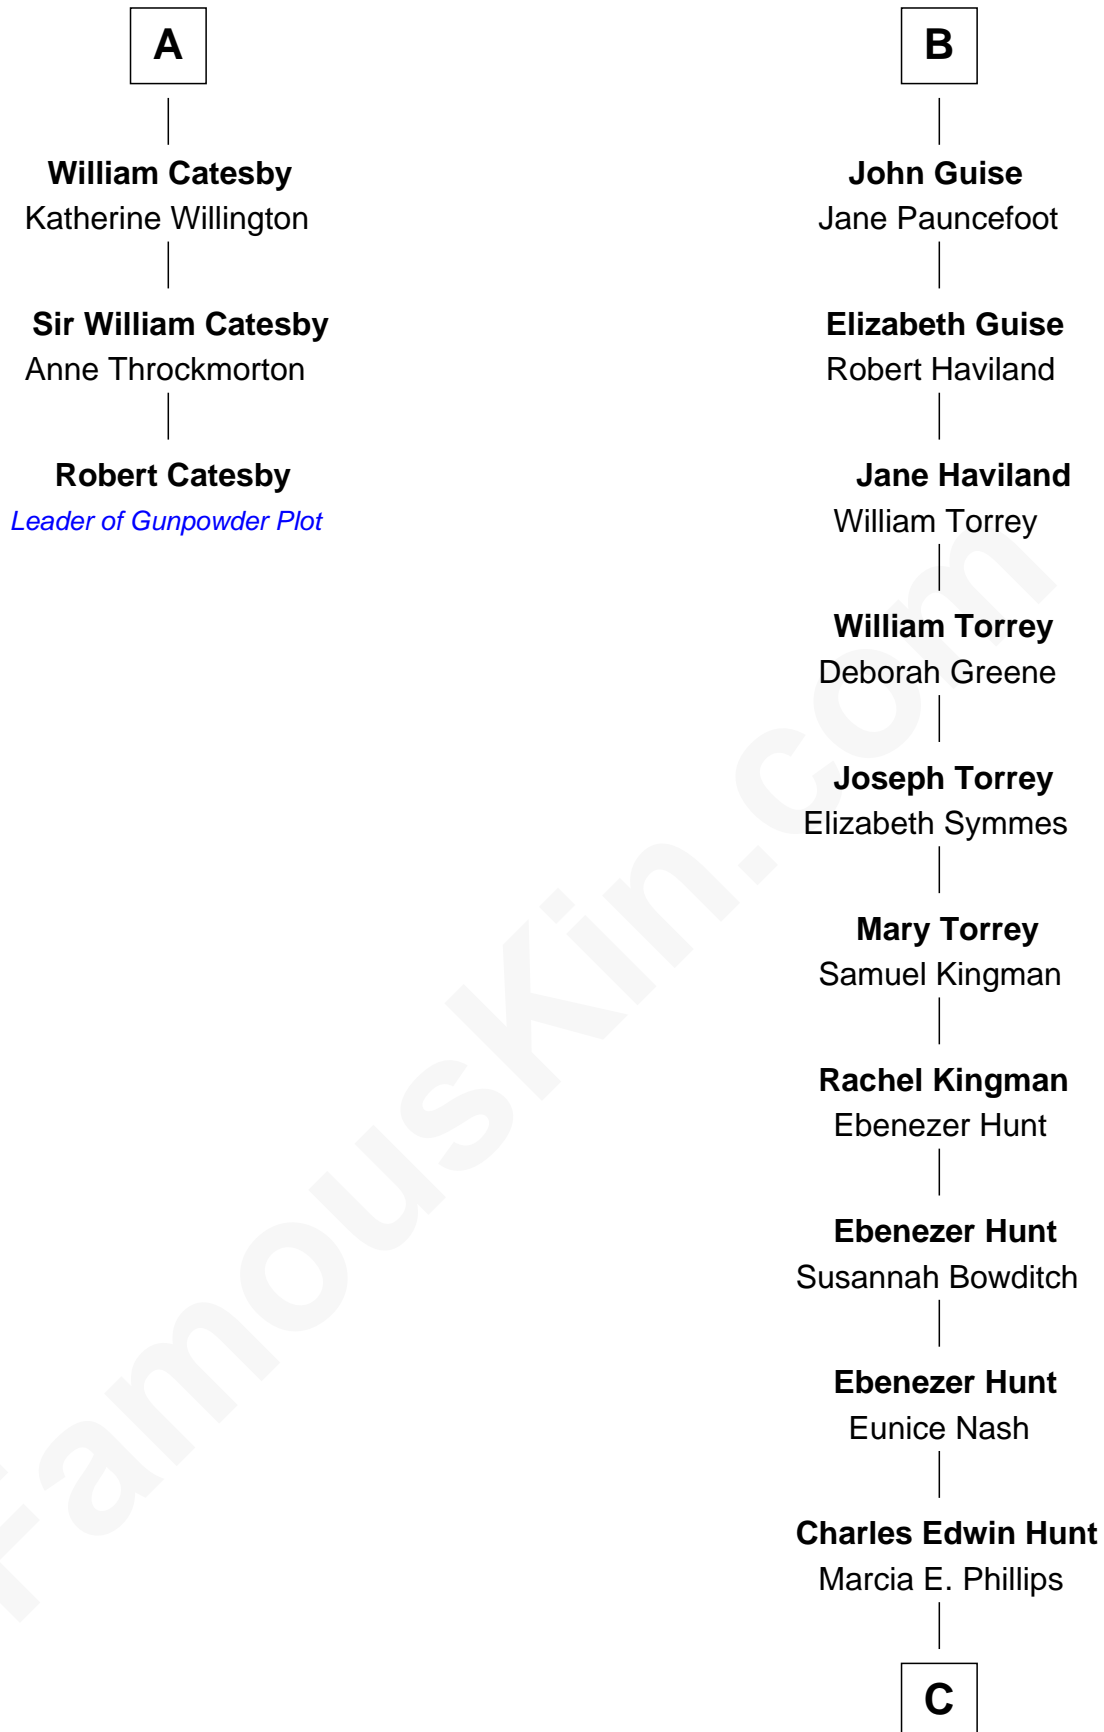 A
William Catesby
Katherine Willington
Sir William Catesby
Anne Throckmorton
Robert Catesby
Leader of Gunpowder Plot
B
John Guise
Jane Pauncefoot
Elizabeth Guise
Robert Haviland
Jane Haviland
William Torrey
William Torrey
Deborah Greene
Joseph Torrey
Elizabeth Symmes
Mary Torrey
Samuel Kingman
Rachel Kingman
Ebenezer Hunt
Ebenezer Hunt
Susannah Bowditch
Ebenezer Hunt
Eunice Nash
Charles Edwin Hunt
Marcia E. Phillips
C
FamousKin.com